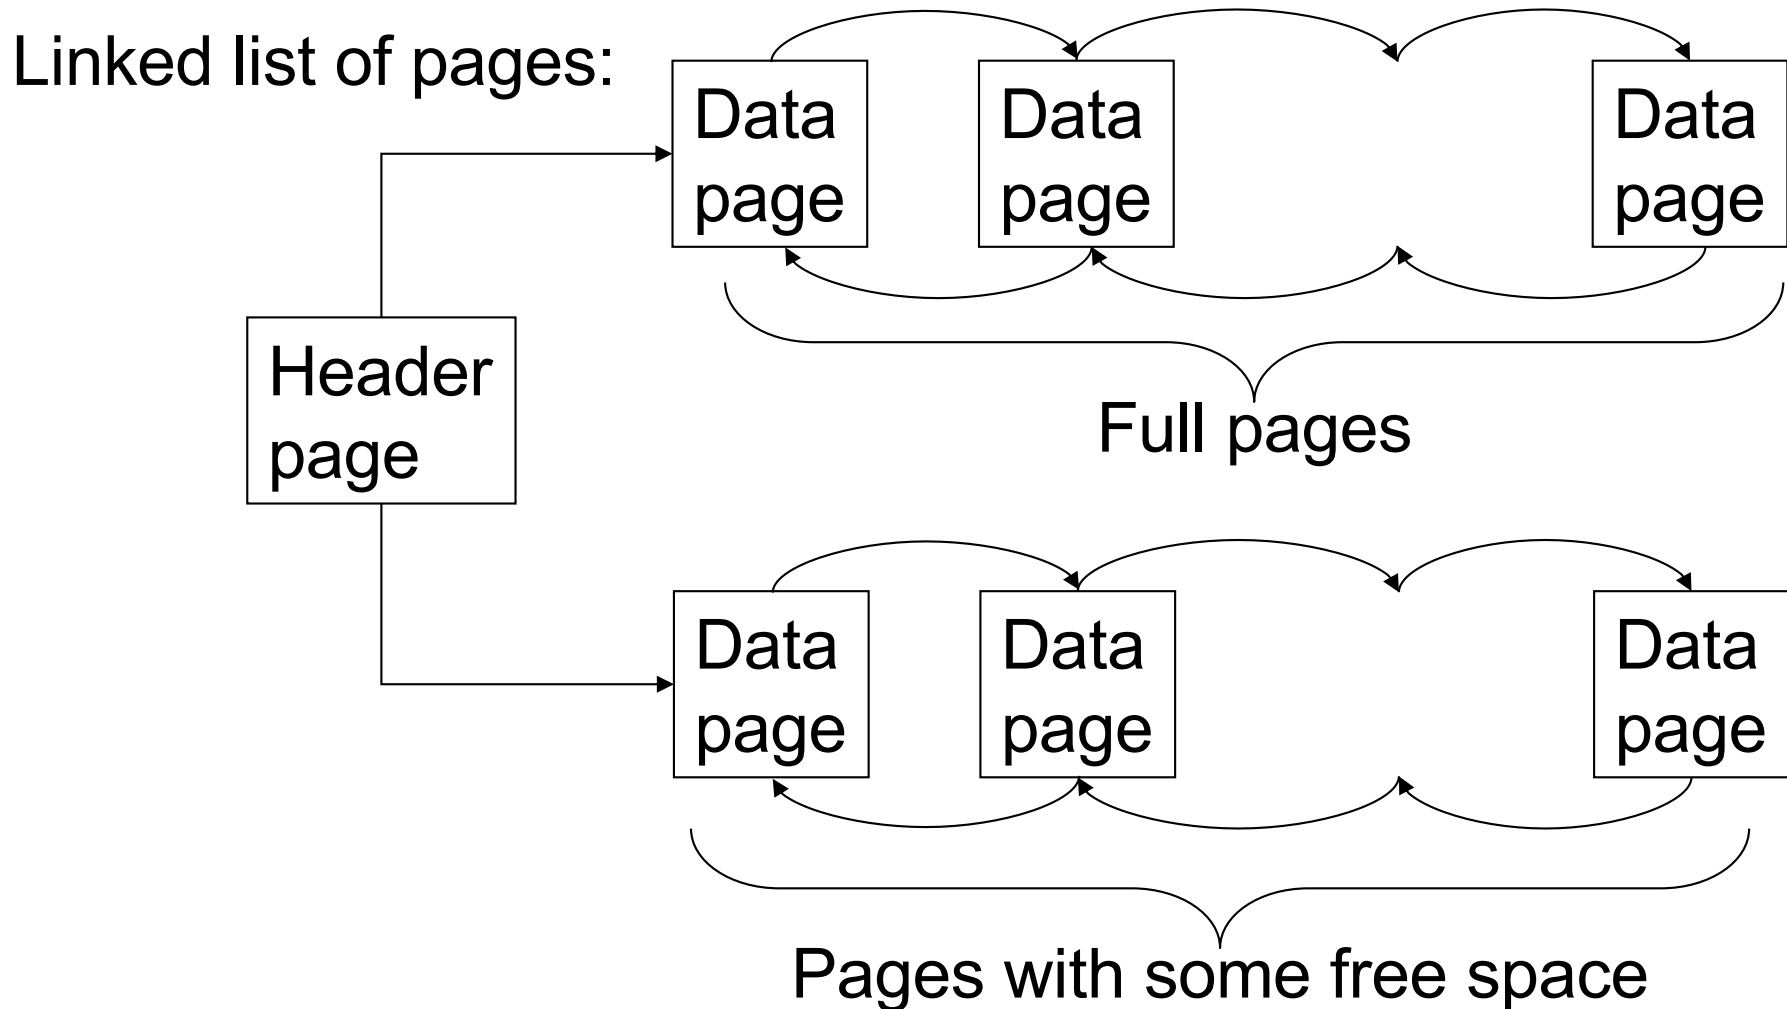 Linked list of pages:
Data
page
Data
page
Data
page
Header
page
Full pages
Data
page
Data
page
Data
page
Pages with some free space